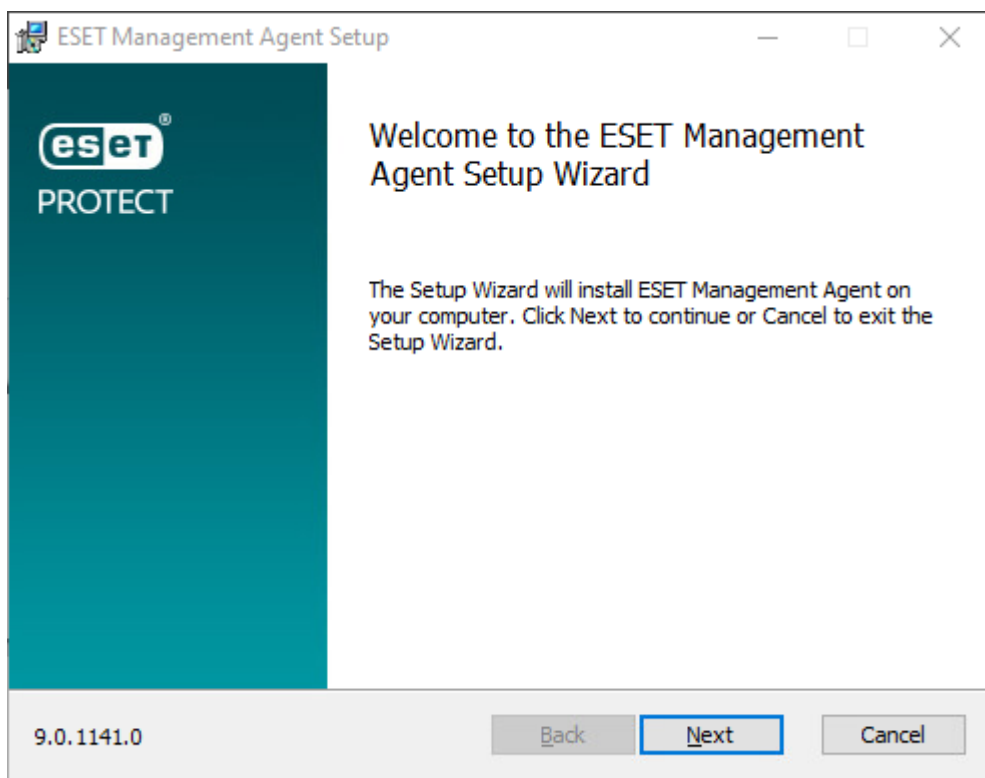 ESET Management Agent Setup
eseT®
PROTECT
Welcome to the ESET Management
Agent Setup Wizard
The Setup Wizard will install ESET Management Agent on
your computer. Click Next to continue or Cancel to exit the
Setup Wizard.
9.0.1141.0
Back
Next
Cancel